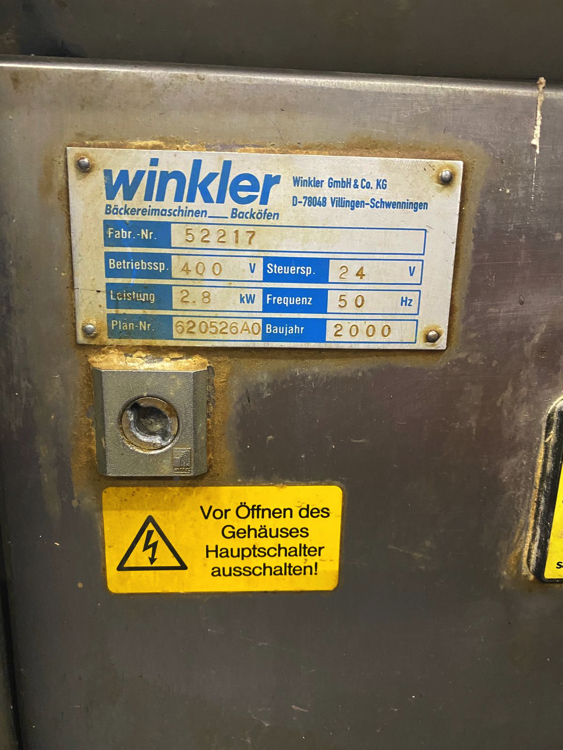 winkler
Winkler GmbH & Co. KG
D-78048 Villingen-Schwenningen
Bäckereimaschinen Backöfen
Fabr.-Nr. 52217
Betriebssp. 400 V Steuersp. 24 V
Leistung 2.8 kW Frequenz 50 Hz
Plan-Nr. 620526A0 Baujahr 2000
Vor Öffnen des
Gehäuses
Hauptschalter
ausschalten!